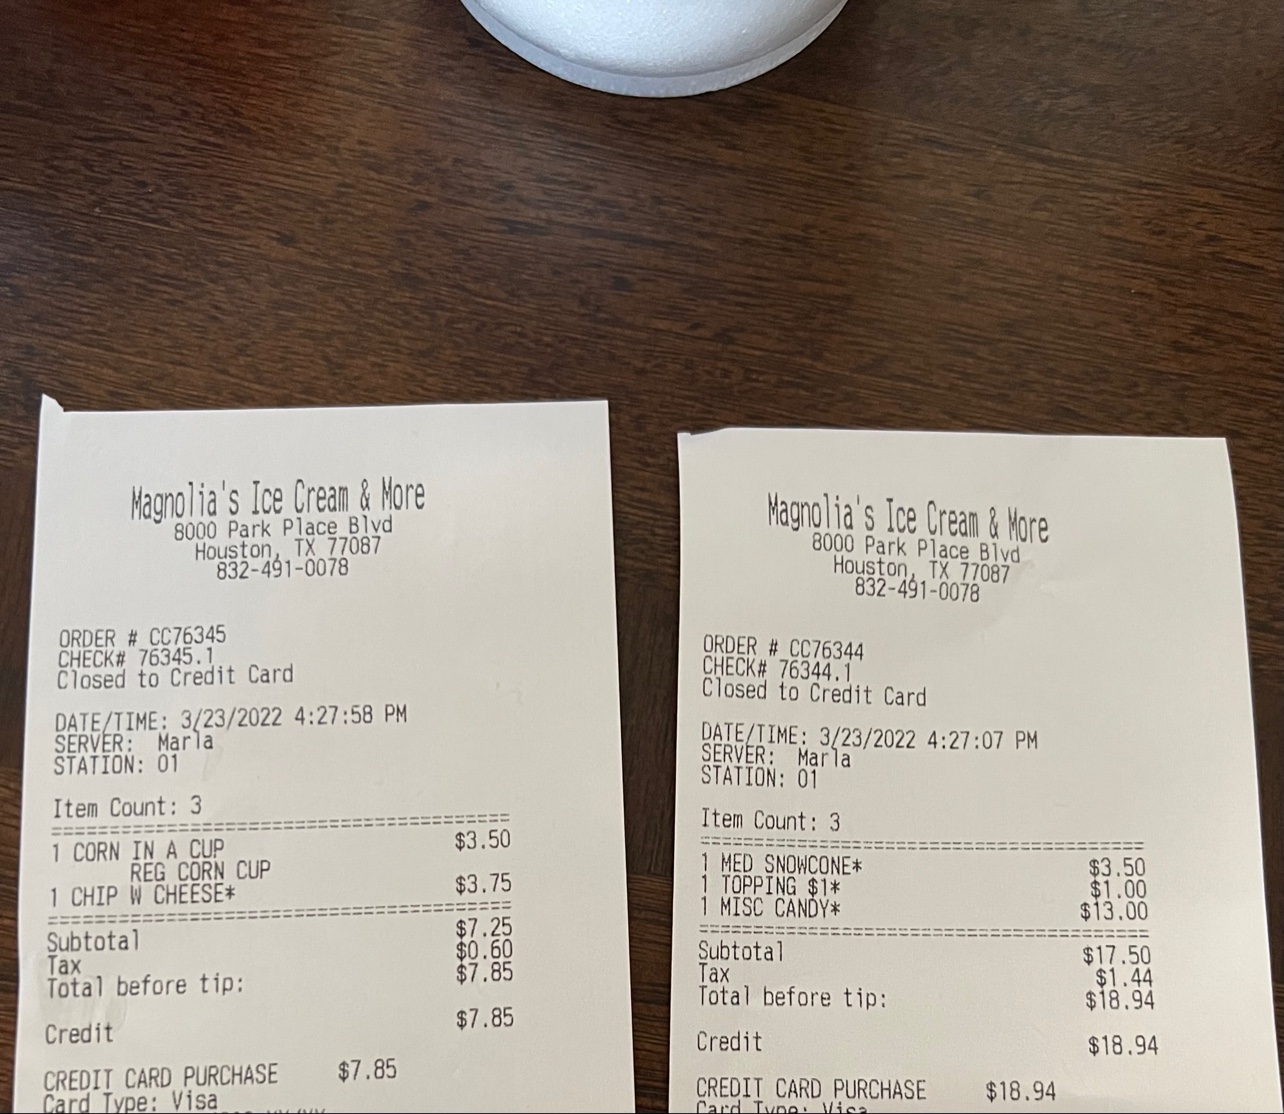 Magnolia's Ice Cream & More
8000 Park Place Blvd
Houston, TX 77087
832-491-0078
ORDER # CC76345
CHECK# 76345.1
Closed to Credit Card
DATE/TIME: 3/23/2022 4:27:58 PM
SERVER: Marla
STATION: 01
Item Count: 3
1 CORN IN A CUP $3.50
REG CORN CUP
1 CHIP W CHEESE* $3.75
Subtotal $7.25
Tax $0.60
Total before tip: $7.85
Credit $7.85
CREDIT CARD PURCHASE $7.85
Card Type: Visa
Magnolia's Ice Cream & More
8000 Park Place Blvd
Houston, TX 77087
832-491-0078
ORDER # CC76344
CHECK# 76344.1
Closed to Credit Card
DATE/TIME: 3/23/2022 4:27:07 PM
SERVER: Marla
STATION: 01
Item Count: 3
1 MED SNOWCONE* $3.50
1 TOPPING $1* $1.00
1 MISC CANDY* $13.00
Subtotal $17.50
Tax $1.44
Total before tip: $18.94
Credit $18.94
CREDIT CARD PURCHASE $18.94
Card Type: Visa